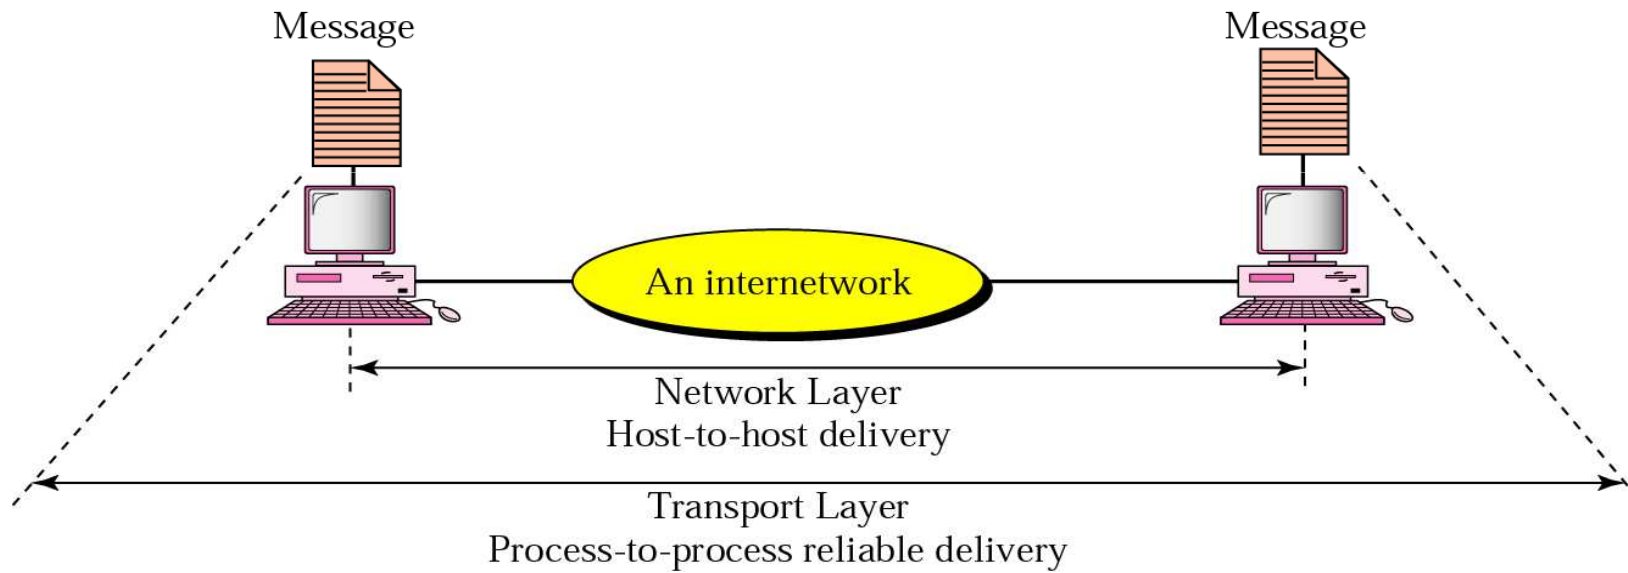 Message
Message
An internetwork
Network Layer
Host-to-host delivery
Transport Layer
Process-to-process reliable delivery